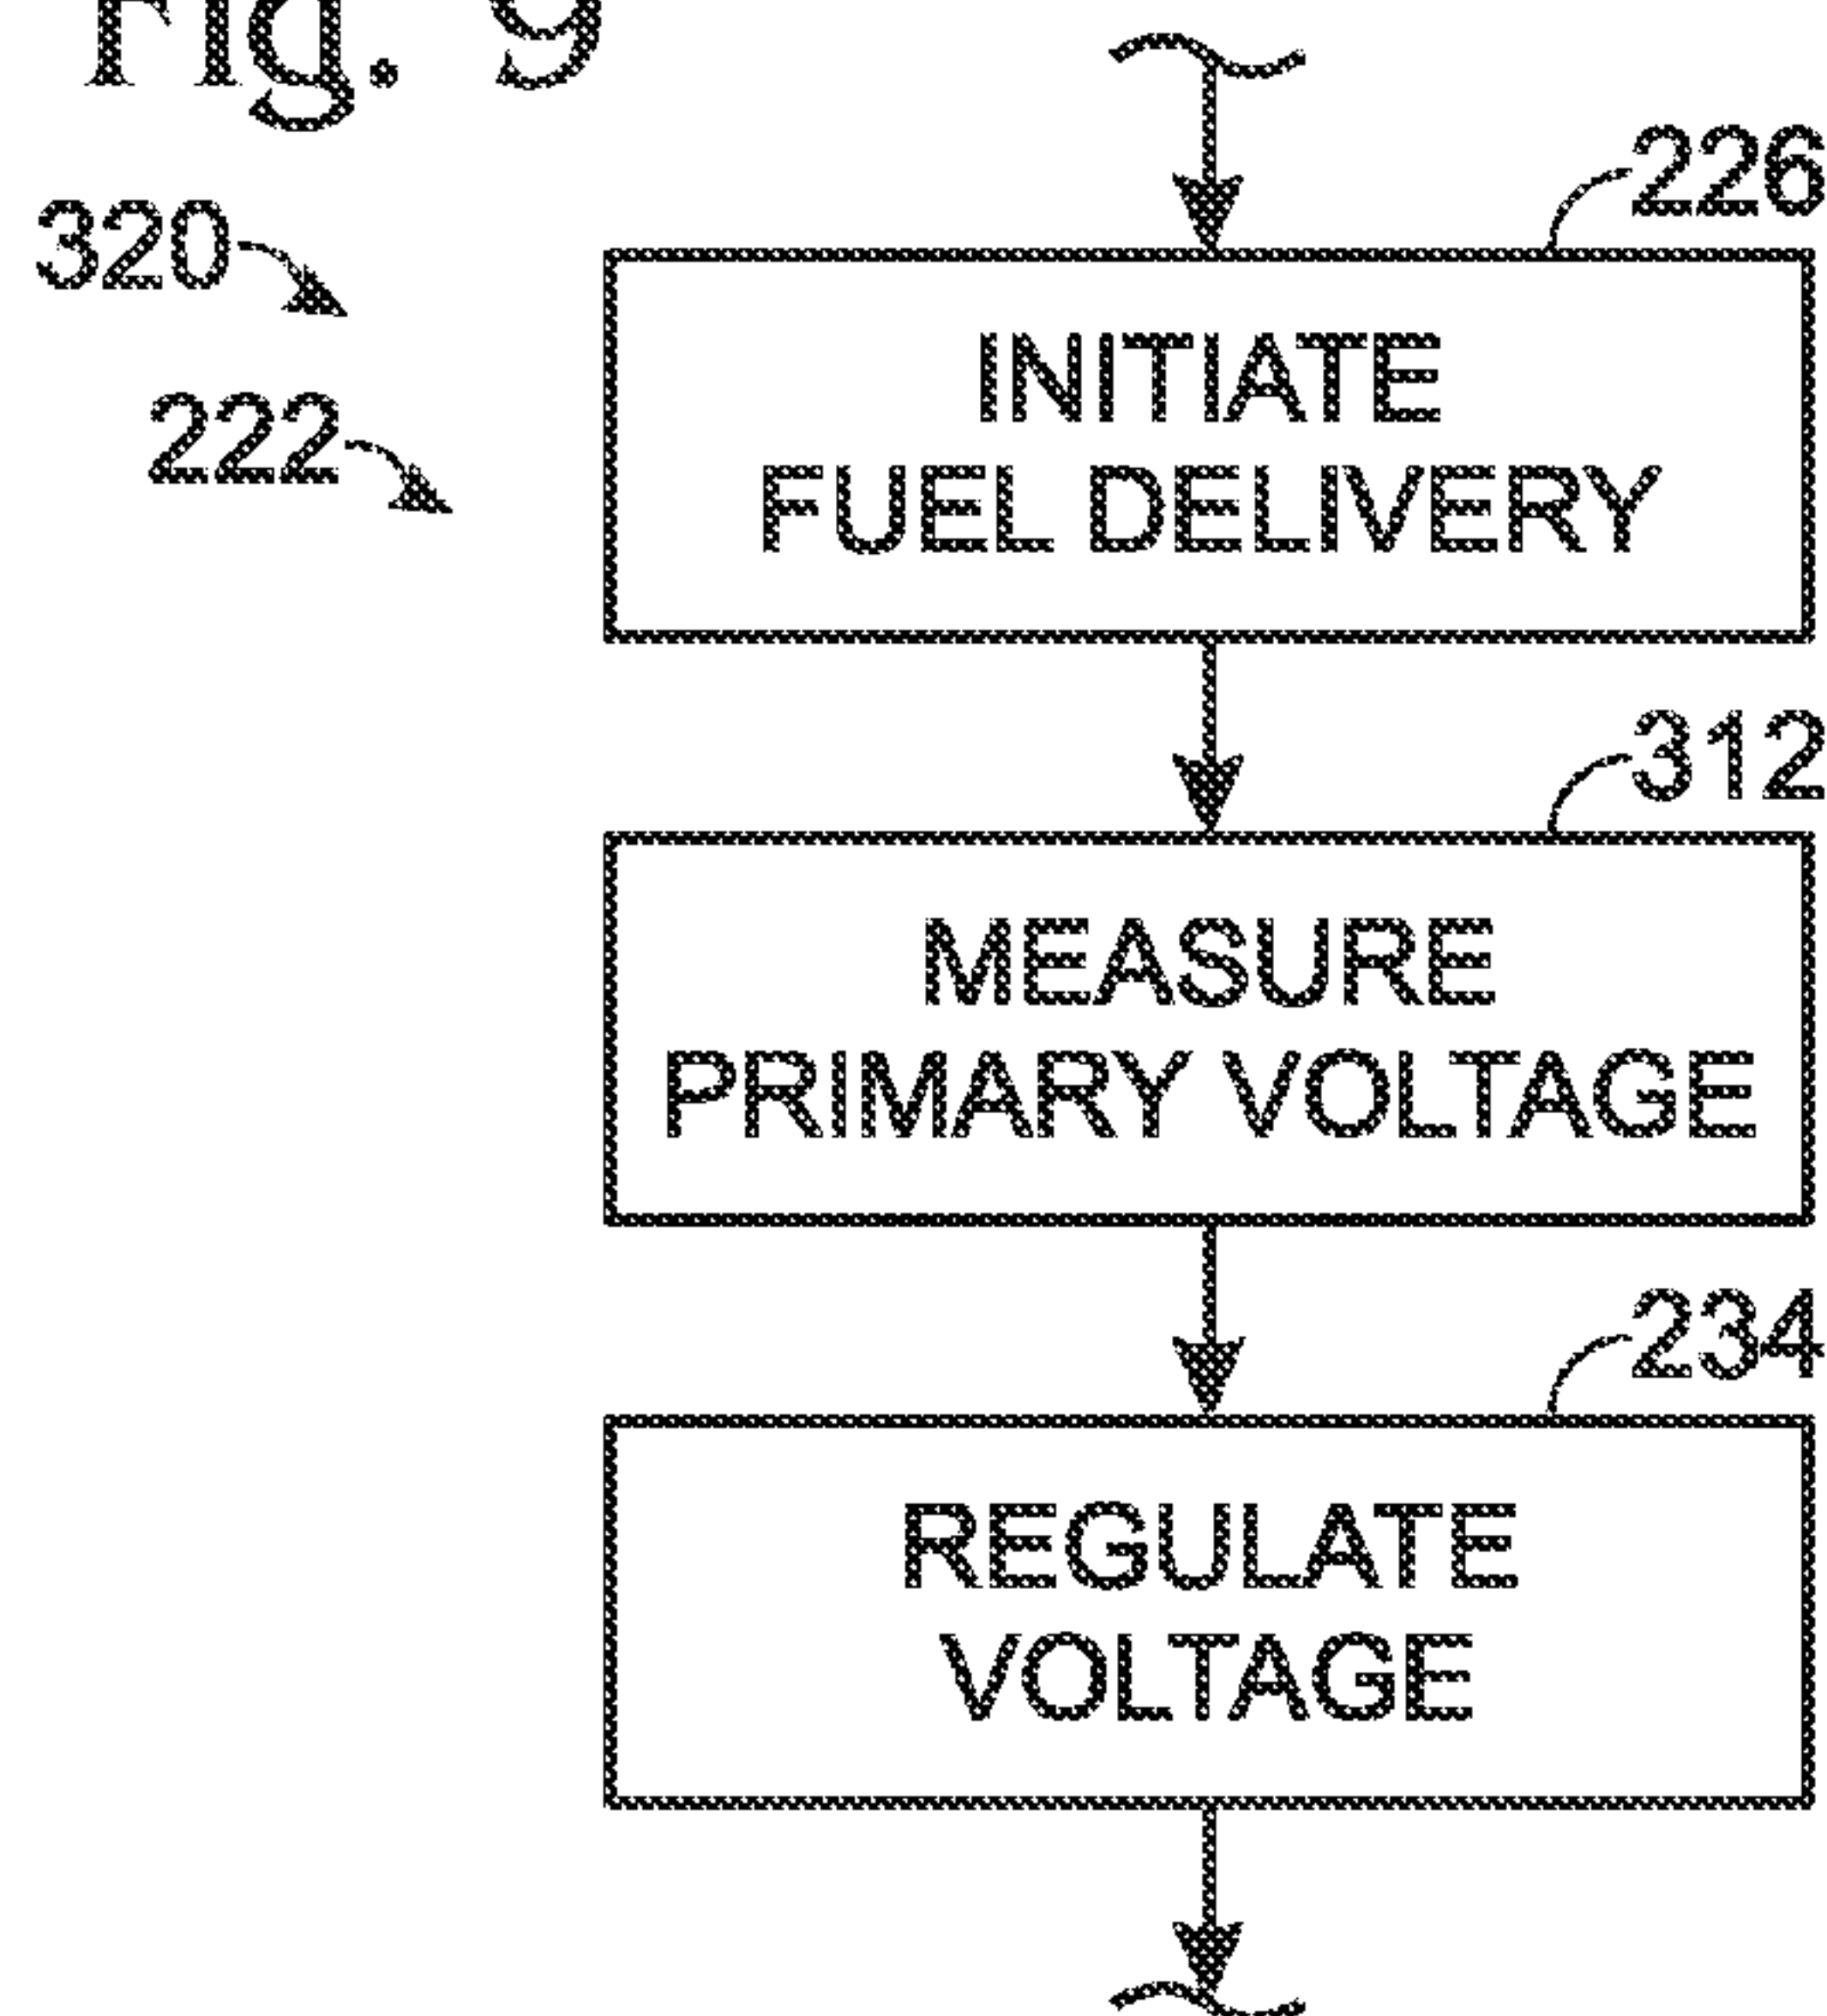 Fig. 9
320
222
226
INITIATE
FUEL DELIVERY
312
MEASURE
PRIMARY VOLTAGE
234
REGULATE
VOLTAGE